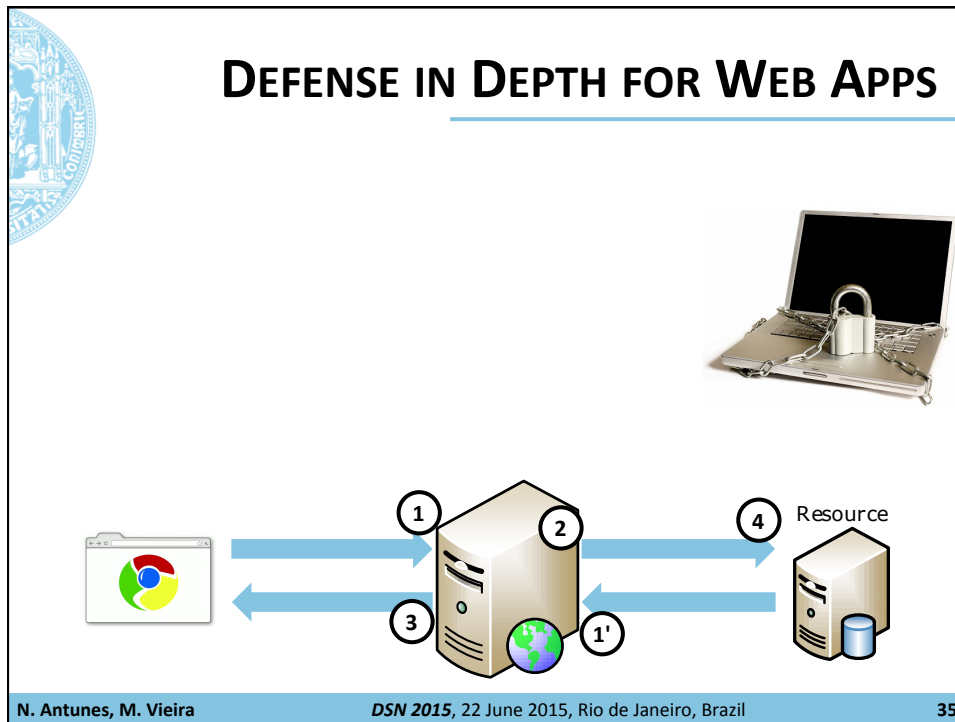 DEFENSE IN DEPTH FOR WEB APPS
1
2
4
Resource
3
1'
N. Antunes, M. Vieira
DSN 2015, 22 June 2015, Rio de Janeiro, Brazil
35